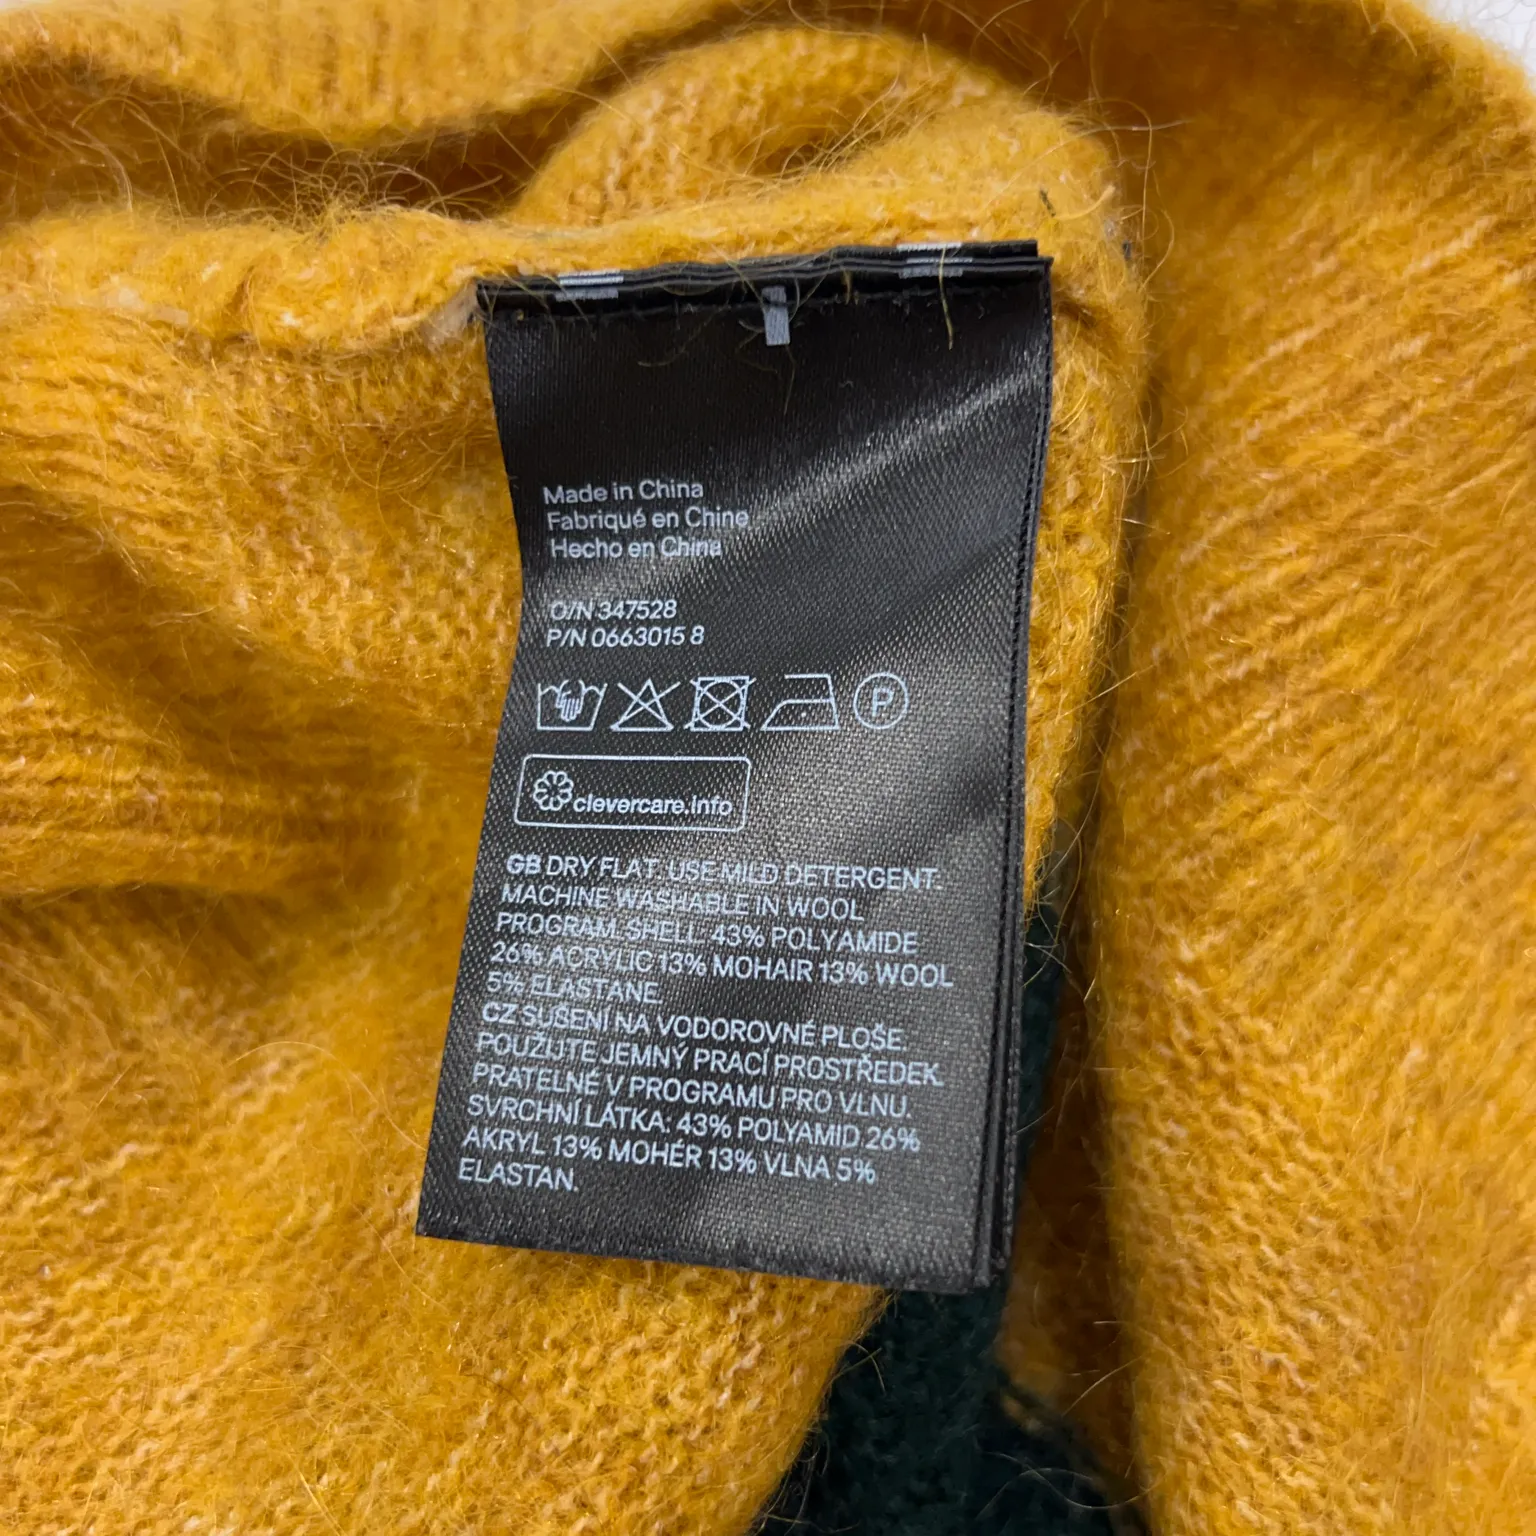 Made in China
Fabriqué en Chine
Hecho en China
O/N 347528
P/N 0663015 8
P
clevercare.info
GB DRY FLAT. USE MILD DETERGENT.
MACHINE WASHABLE IN WOOL
PROGRAM. SHELL: 43% POLYAMIDE
26% ACRYLIC 13% MOHAIR 13% WOOL
5% ELASTANE.
CZ SUŠENÍ NA VODOROVNÉ PLOŠE.
POUŽIJTE JEMNÝ PRACÍ PROSTŘEDEK.
PRATELNÉ V PROGRAMU PRO VLNU.
SVRCHNÍ LÁTKA: 43% POLYAMID 26%
AKRYL 13% MOHÉR 13% VLNA 5%
ELASTAN.